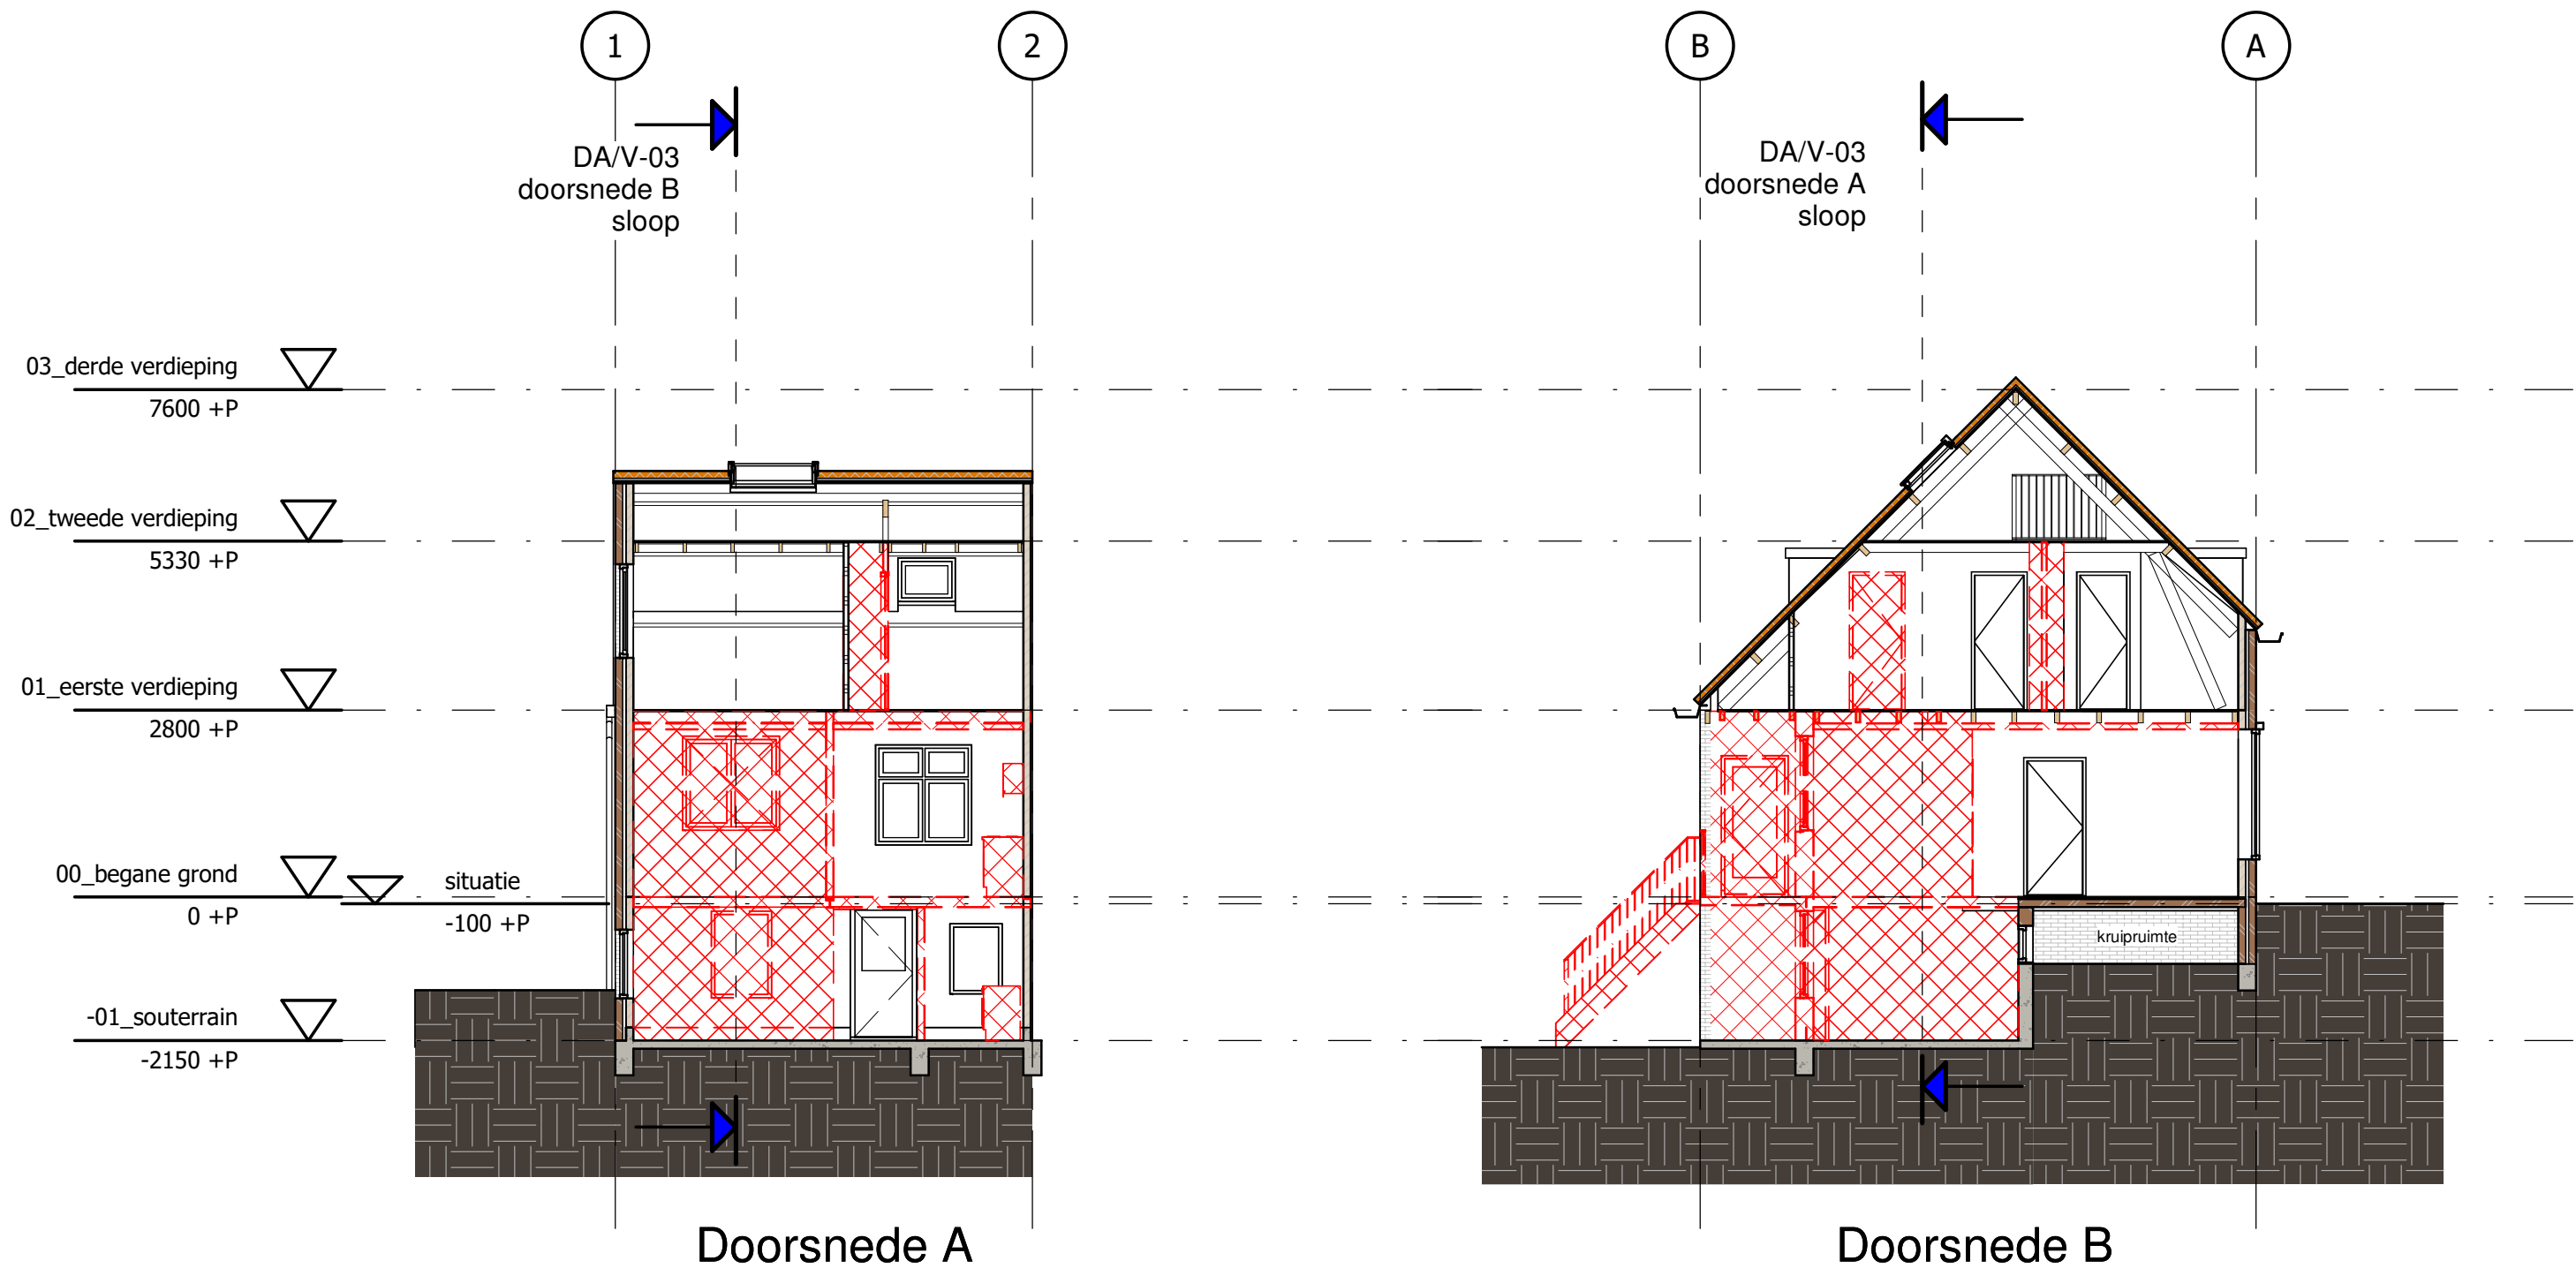 1
2
B
A
DA/V-03
doorsnede B
sloop
DA/V-03
doorsnede A
sloop
03_derde verdieping
7600 +P
02_tweede verdieping
5330 +P
01_eerste verdieping
2800 +P
00_begane grond
0 +P
situatie
-100 +P
kruipruimte
-01_souterrain
-2150 +P
Doorsnede A
Doorsnede B